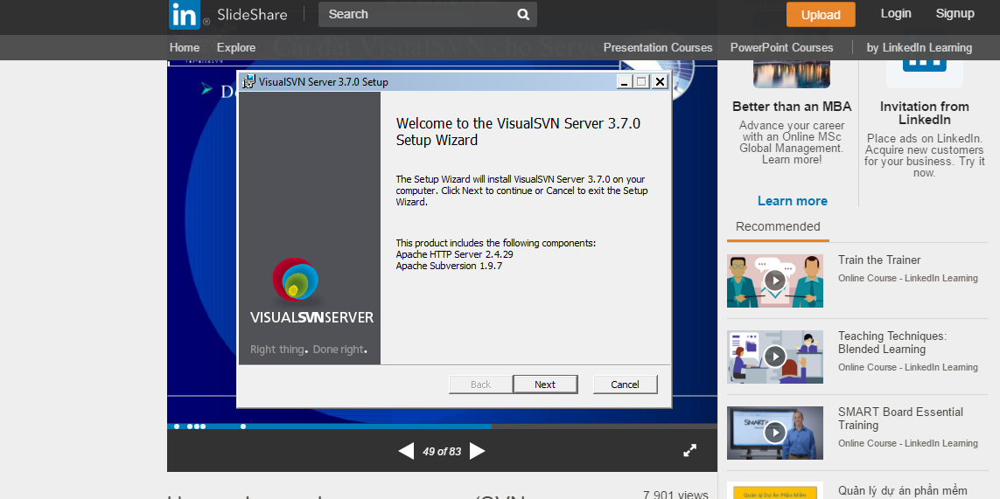 in® SlideShare
Search
Upload
Login
Signup
Home
Explore
Presentation Courses
PowerPoint Courses
by LinkedIn Learning
Cài đặt VisualSVN cho Server
VisualSVN Server 3.7.0 Setup
Welcome to the VisualSVN Server 3.7.0
Setup Wizard
The Setup Wizard will install VisualSVN Server 3.7.0 on your
computer. Click Next to continue or Cancel to exit the Setup
Wizard.
This product includes the following components:
Apache HTTP Server 2.4.29
Apache Subversion 1.9.7
VISUALSVNSERVER
Right thing. Done right.
Back
Next
Cancel
49 of 83
7,901 views
Better than an MBA
Advance your career
with an Online MSc
Global Management.
Learn more!
Learn more
Invitation from
LinkedIn
Place ads on LinkedIn.
Acquire new customers
for your business. Try it
now.
Recommended
Train the Trainer
Online Course - LinkedIn Learning
Teaching Techniques:
Blended Learning
Online Course - LinkedIn Learning
SMART Board Essential
Training
Online Course - LinkedIn Learning
Quản lý Dự Án Phần Mềm
Quản lý dự án phần mềm